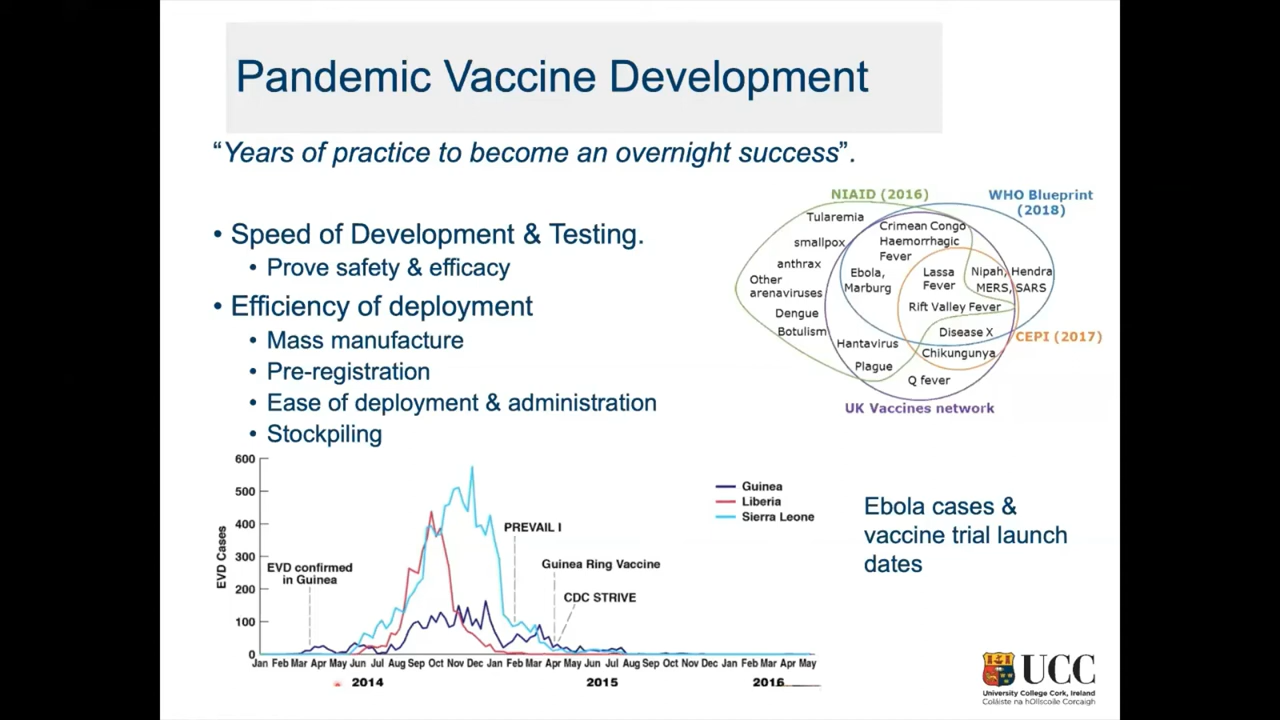 Pandemic Vaccine Development
“Years of practice to become an overnight success”.
• Speed of Development & Testing.
• Prove safety & efficacy
• Efficiency of deployment
• Mass manufacture
• Pre-registration
• Ease of deployment & administration
• Stockpiling
NIAID (2016)
WHO Blueprint
(2018)
Tularemia
smallpox
anthrax
Other
arenaviruses
Dengue
Botulism
Crimean Congo
Haemorrhagic
Fever
Ebola,
Marburg
Lassa
Fever
Nipah, Hendra
MERS, SARS
Rift Valley Fever
Disease X
CEPI (2017)
Hantavirus
Chikungunya
Plague
Q fever
UK Vaccines network
600
500
400
300
200
100
0
EVD Cases
EVD confirmed
in Guinea
PREVAIL I
Guinea Ring Vaccine
CDC STRIVE
Guinea
Liberia
Sierra Leone
Jan Feb Mar Apr May Jun Jul Aug Sep Oct Nov Dec Jan Feb Mar Apr May Jun Jul Aug Sep Oct Nov Dec Jan Feb Mar Apr May
2014 2015 2016
Ebola cases &
vaccine trial launch
dates
UCC
University College Cork, Ireland
Coláiste na hOllscoile Corcaigh